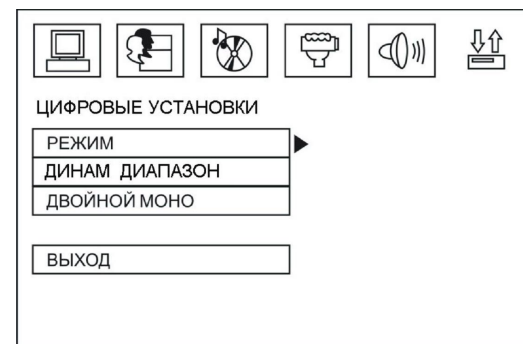 ЦИФРОВЫЕ УСТАНОВКИ
РЕЖИМ
ДИНАМ ДИАПАЗОН
ДВОЙНОЙ МОНО
ВЫХОД